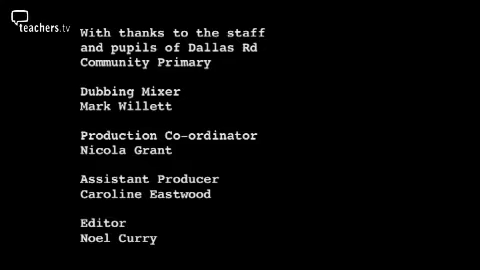 teachers.tv
With thanks to the staff
and pupils of Dallas Rd
Community Primary
Dubbing Mixer
Mark Willett
Production Co-ordinator
Nicola Grant
Assistant Producer
Caroline Eastwood
Editor
Noel Curry